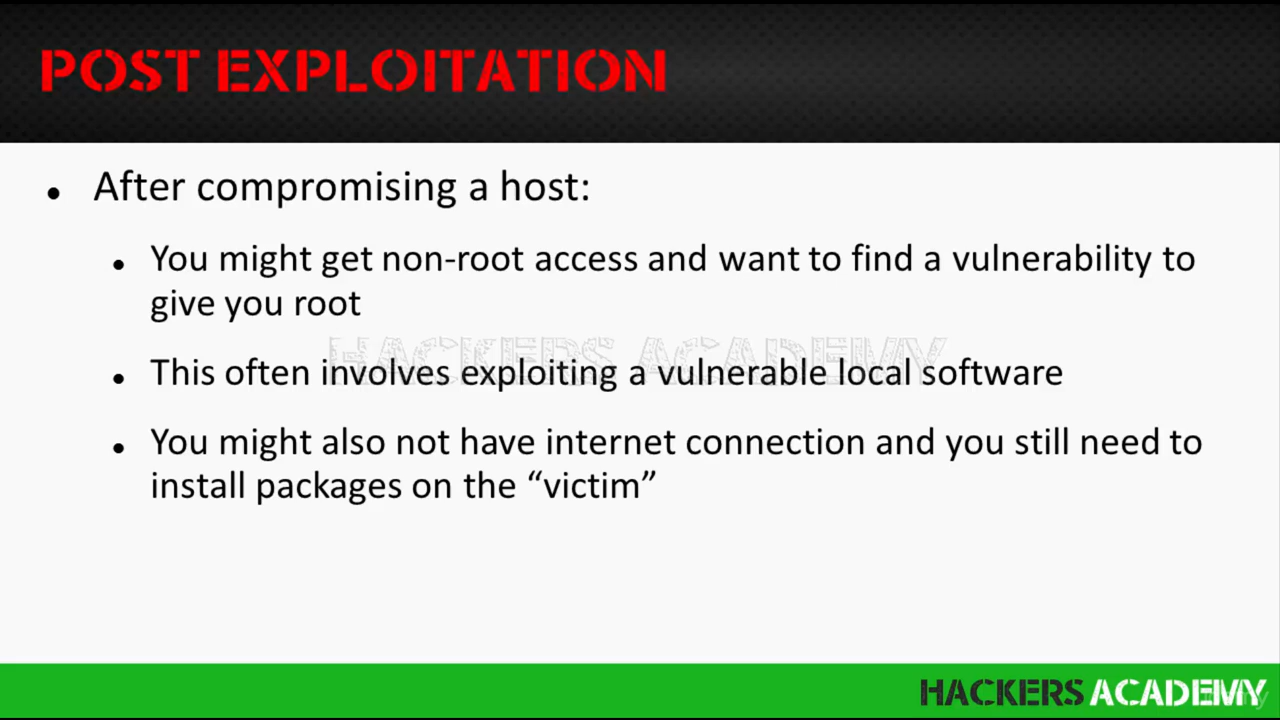 POST EXPLOITATION
• After compromising a host:
• You might get non-root access and want to find a vulnerability to
give you root
HACKERS ACADEMY
• This often involves exploiting a vulnerable local software
• You might also not have internet connection and you still need to
install packages on the “victim”
HACKERS ACADEMY